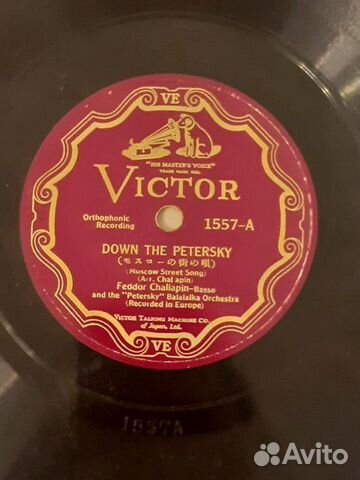 VE
"HIS MASTER'S VOICE"
TRADE MARK REG.
VICTOR
Orthophonic
Recording
1557-A
DOWN THE PETERSKY
(モスコーの街の唄)
(Moscow Street Song)
(Arr. Chaliapin)
Feodor Chaliapin-Basso
and the "Petersky" Balalaika Orchestra
(Recorded in Europe)
VICTOR TALKING MACHINE CO.
of Japan, Ltd.
VE
1557A
Avito